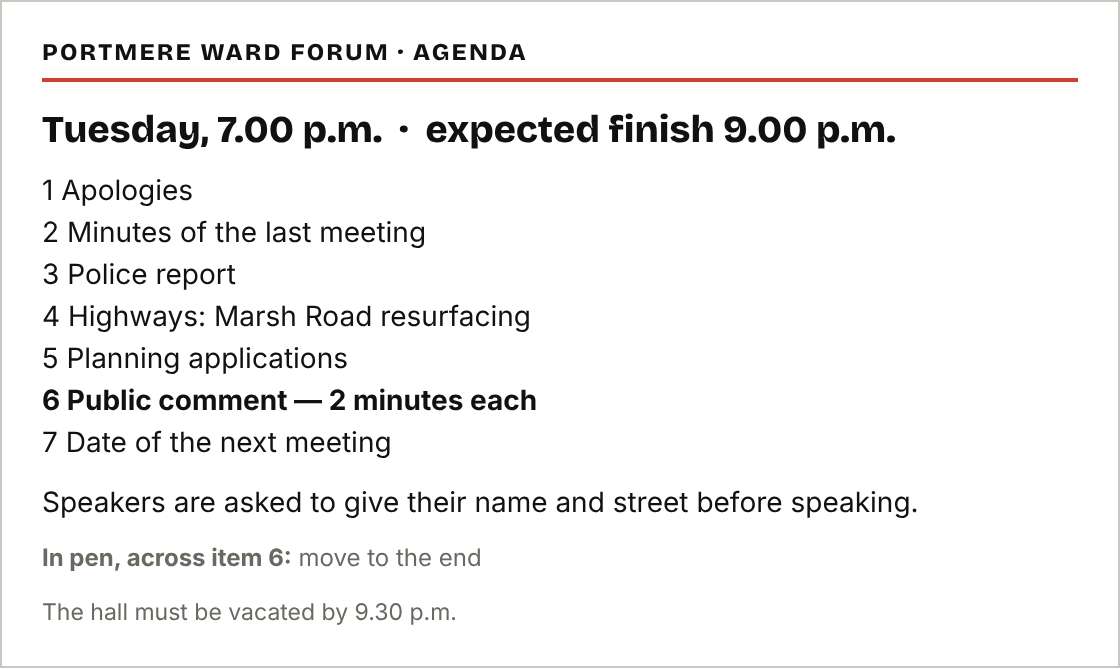 PORTMERE WARD FORUM · AGENDA
Tuesday, 7.00 p.m. · expected finish 9.00 p.m.
1 Apologies
2 Minutes of the last meeting
3 Police report
4 Highways: Marsh Road resurfacing
5 Planning applications
6 Public comment — 2 minutes each
7 Date of the next meeting
Speakers are asked to give their name and street before speaking.
In pen, across item 6: move to the end
The hall must be vacated by 9.30 p.m.